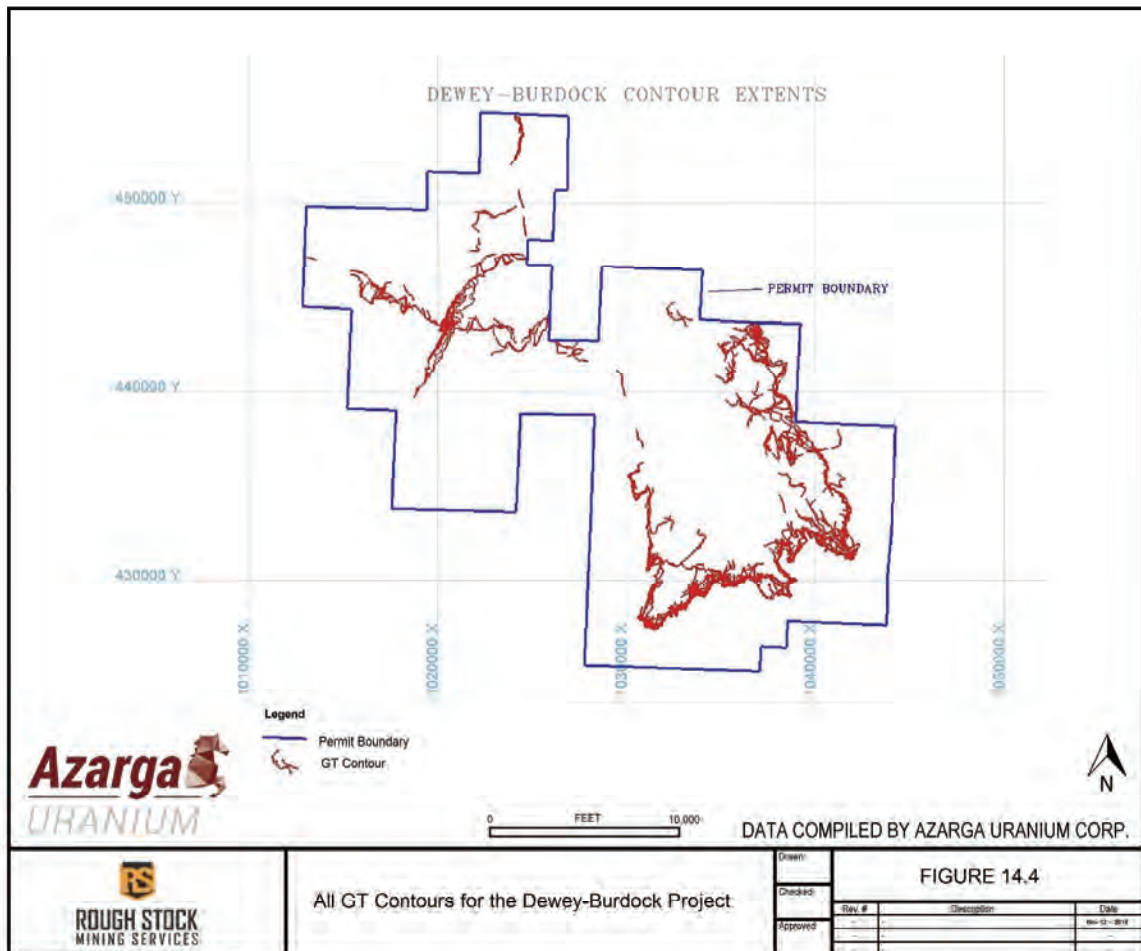 DEWEY-BURDOCK CONTOUR EXTENTS
450000 Y
PERMIT BOUNDARY
440000 Y
430000 Y
1010000 X
1020000 X
1030000 X
1040000 X
1050000 X
Legend
Permit Boundary
GT Contour
Azarga
URANIUM
N
0 FEET 10,000
DATA COMPILED BY AZARGA URANIUM CORP.
RS
ROUGH STOCK
MINING SERVICES
All GT Contours for the Dewey-Burdock Project
Drawn:
Checked:
Approved
FIGURE 14.4
Rev. # Description Date